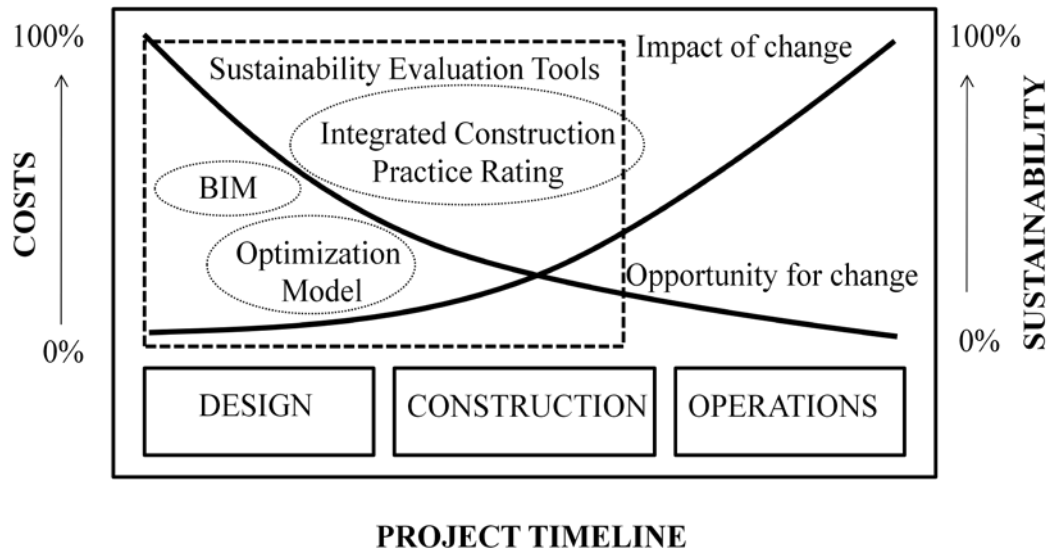 100%
Impact of change
100%
Sustainability Evaluation Tools
Integrated Construction
Practice Rating
BIM
COSTS
SUSTAINABILITY
Optimization
Model
Opportunity for change
0%
0%
DESIGN
CONSTRUCTION
OPERATIONS
PROJECT TIMELINE